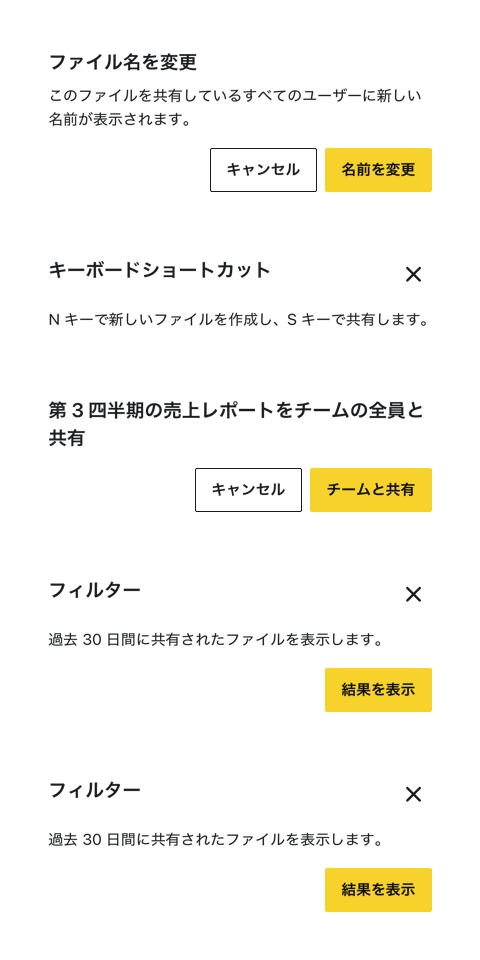 ファイル名を変更
このファイルを共有しているすべてのユーザーに新しい
名前が表示されます。
キャンセル
名前を変更
キーボードショートカット
N キーで新しいファイルを作成し、S キーで共有します。
第 3 四半期の売上レポートをチームの全員と
共有
キャンセル
チームと共有
フィルター
過去 30 日間に共有されたファイルを表示します。
結果を表示
フィルター
過去 30 日間に共有されたファイルを表示します。
結果を表示